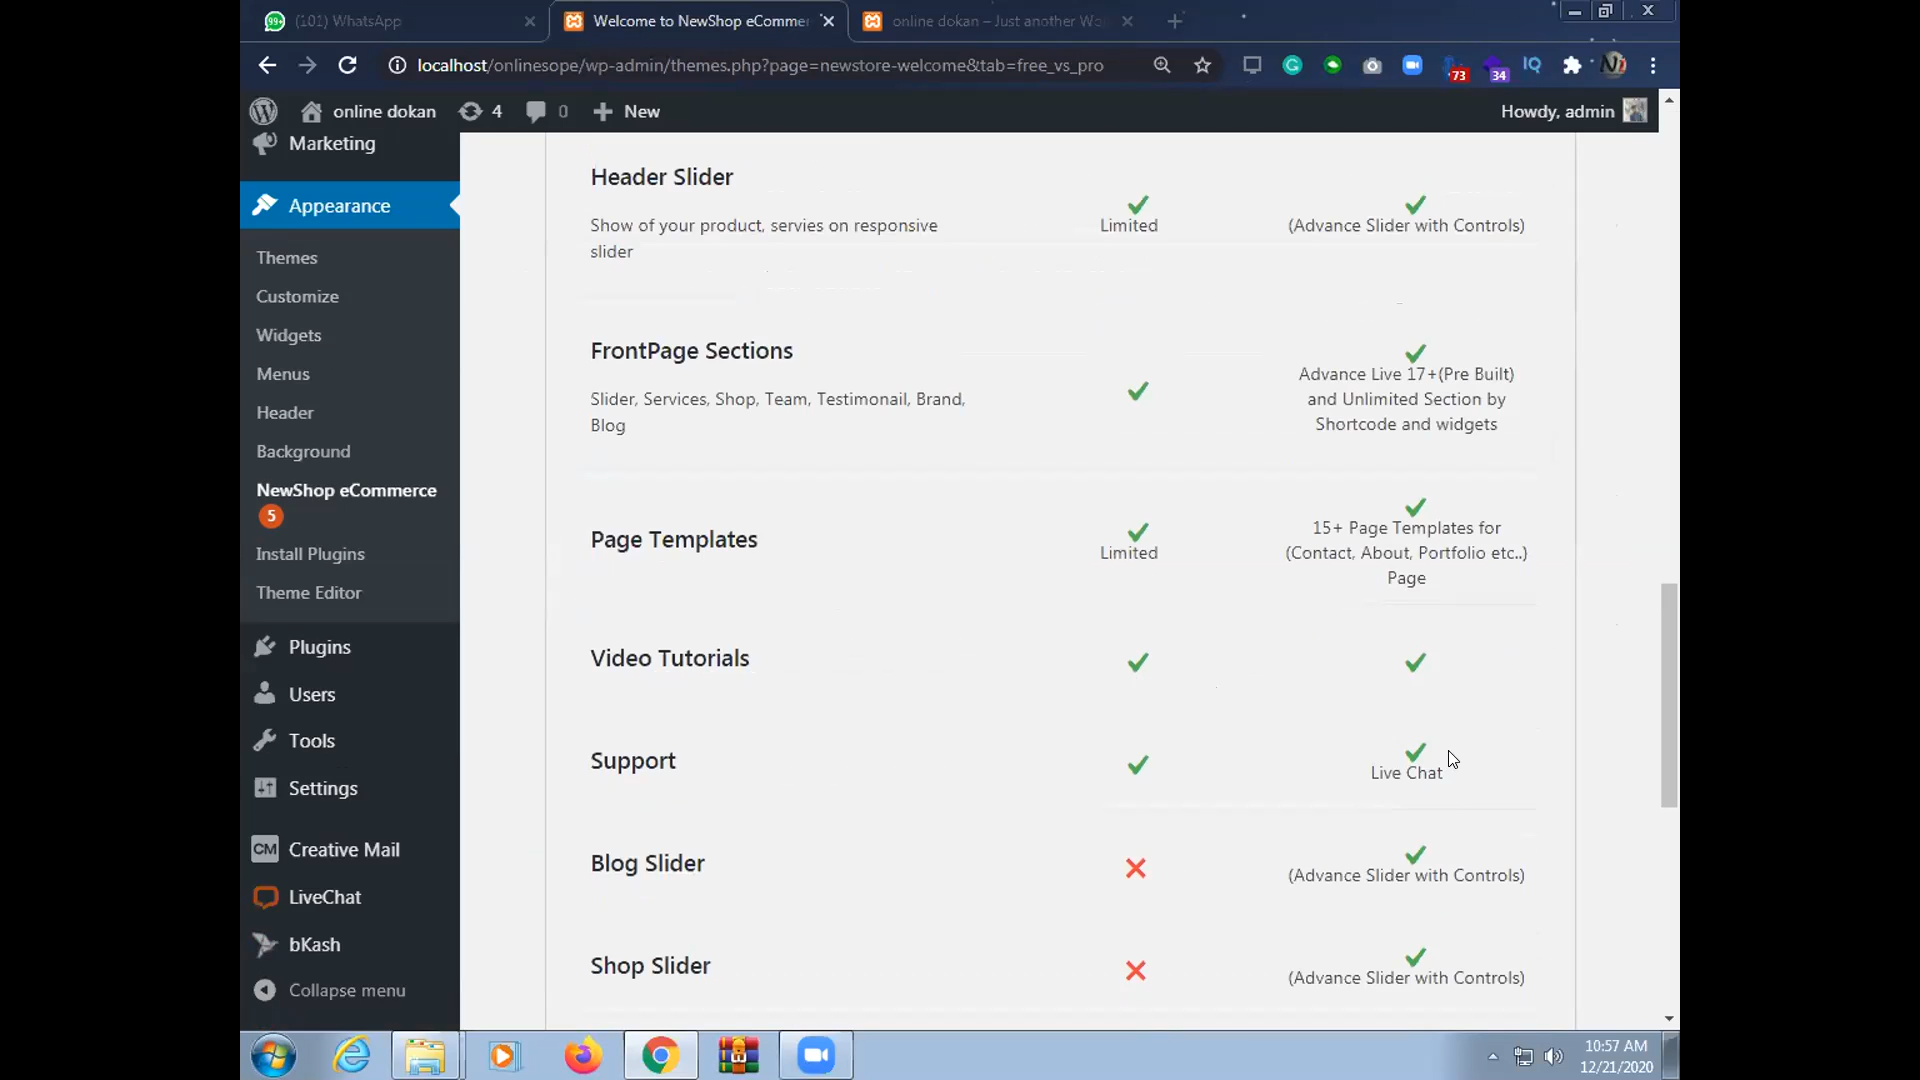 99+
(101) WhatsApp
Welcome to NewShop eComme
online dokan – Just another Wo
localhost/onlinesope/wp-admin/themes.php?page=newstore-welcome&tab=free_vs_pro
73
34
IQ
online dokan
4
0
New
Howdy, admin
Marketing
Appearance
Themes
Customize
Widgets
Menus
Header
Background
NewShop eCommerce
5
Install Plugins
Theme Editor
Plugins
Users
Tools
Settings
CM
Creative Mail
LiveChat
bKash
Collapse menu
Header Slider
Show of your product, servies on responsive
slider
Limited
(Advance Slider with Controls)
FrontPage Sections
Slider, Services, Shop, Team, Testimonail, Brand,
Blog
Advance Live 17+(Pre Built)
and Unlimited Section by
Shortcode and widgets
Page Templates
Limited
15+ Page Templates for
(Contact, About, Portfolio etc..)
Page
Video Tutorials
Support
Live Chat
Blog Slider
(Advance Slider with Controls)
Shop Slider
(Advance Slider with Controls)
10:57 AM
12/21/2020